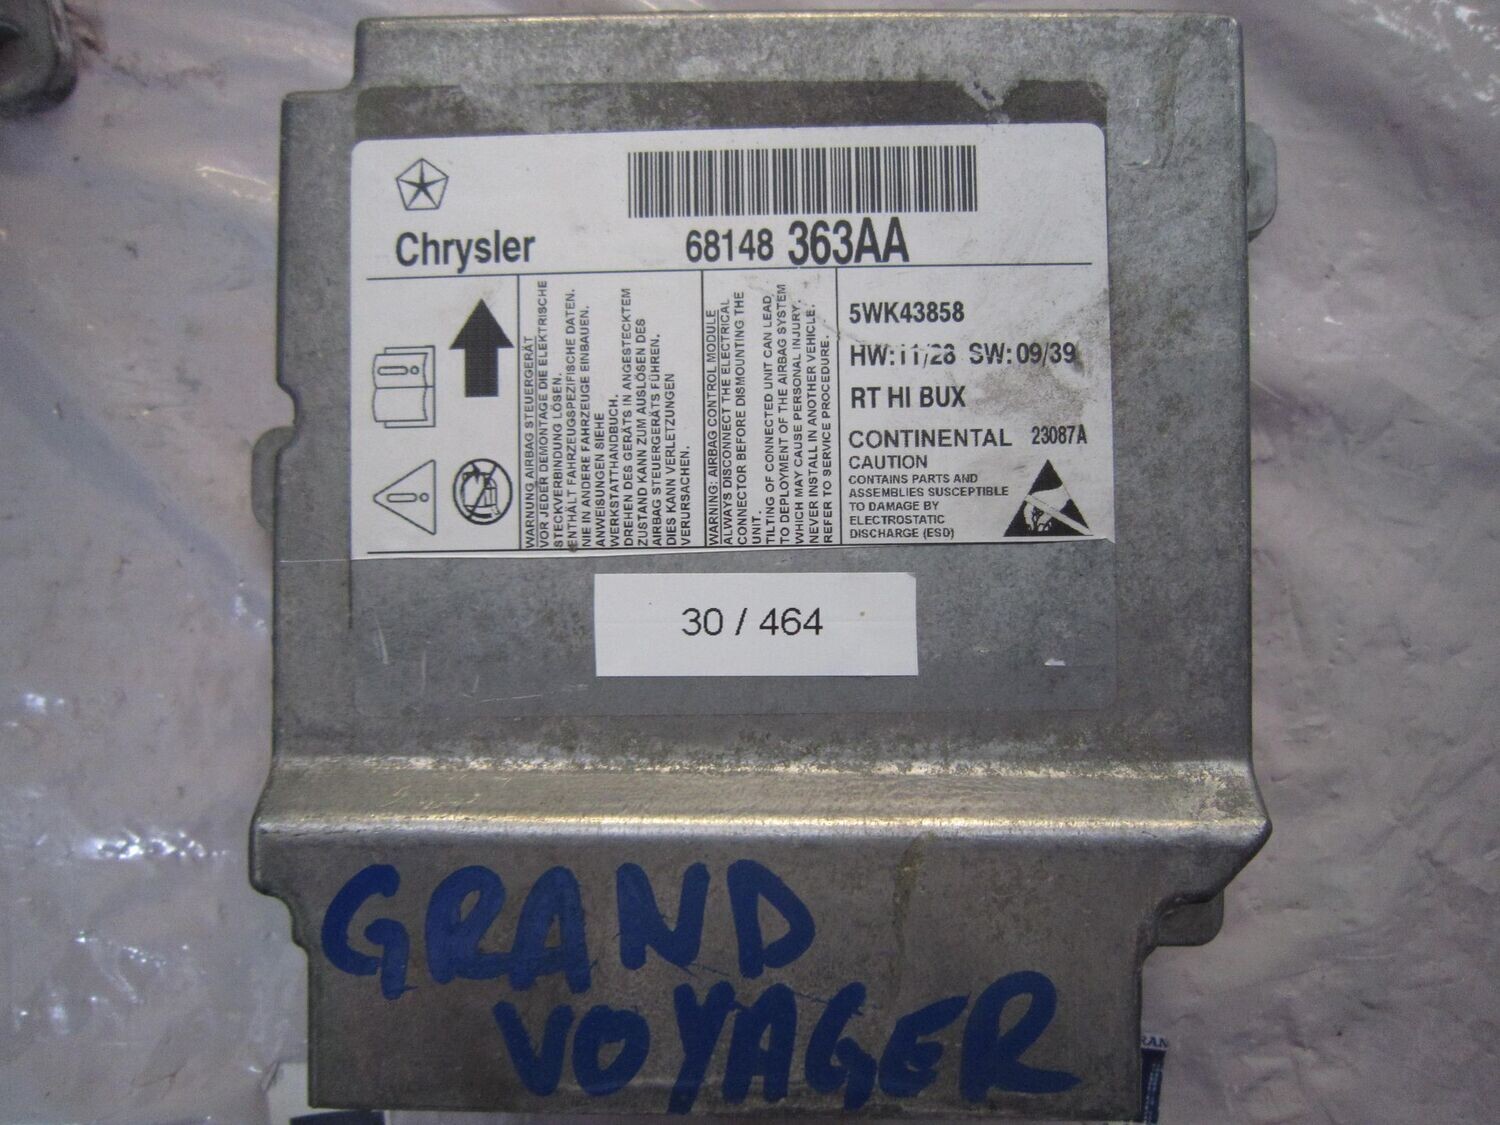 Chrysler
68148 363AA
WARNUNG AIRBAG STEUERGERÄT
VOR JEDER DEMONTAGE DIE ELEKTRISCHE
STECKVERBINDUNG LÖSEN.
ENTHÄLT FAHRZEUGSPEZIFISCHE DATEN.
NIE IN ANDERE FAHRZEUGE EINBAUEN.
ANWEISUNGEN SIEHE
WERKSTATTHANDBUCH.
DREHEN DES GERÄTS IN ANGESTECKTEM
ZUSTAND KANN ZUM AUSLÖSEN DES
AIRBAG STEUERGERÄTS FÜHREN.
DIES KANN VERLETZUNGEN
VERURSACHEN.
WARNING: AIRBAG CONTROL MODULE
ALWAYS DISCONNECT THE ELECTRICAL
CONNECTOR BEFORE DISMOUNTING THE
UNIT.
TILTING OF CONNECTED UNIT CAN LEAD
TO DEPLOYMENT OF THE AIRBAG SYSTEM
WHICH MAY CAUSE PERSONAL INJURY.
NEVER INSTALL IN ANOTHER VEHICLE.
REFER TO SERVICE PROCEDURE.
5WK43858
HW:11/28 SW:09/39
RT HI BUX
CONTINENTAL 23087A
CAUTION
CONTAINS PARTS AND
ASSEMBLIES SUSCEPTIBLE
TO DAMAGE BY
ELECTROSTATIC
DISCHARGE (ESD)
30 / 464
GRAND
VOYAGER